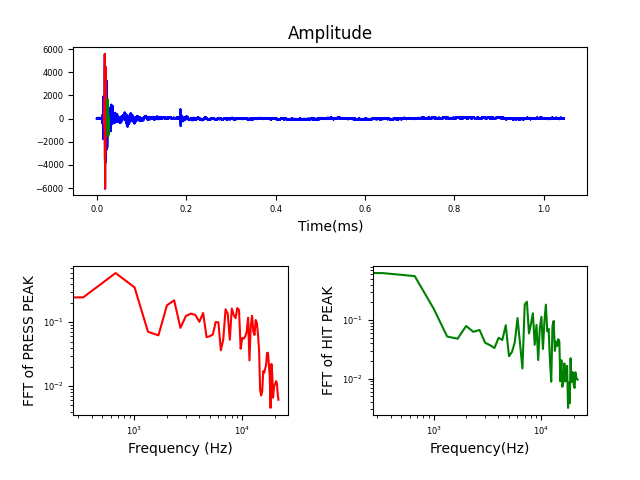 Amplitude
6000
4000
2000
0
−2000
−4000
−6000
0.0 0.2 0.4 0.6 0.8 1.0
Time(ms)
FFT of PRESS PEAK
10⁻¹
10⁻²
10³ 10⁴
Frequency (Hz)
FFT of HIT PEAK
10⁻¹
10⁻²
10³ 10⁴
Frequency(Hz)